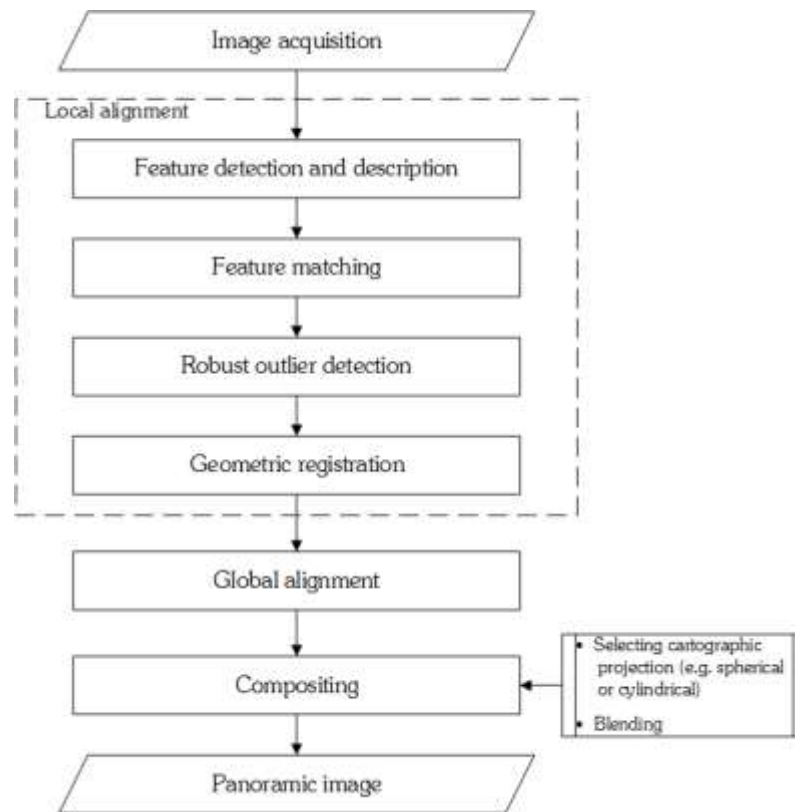 Image acquisition
Local alignment
Feature detection and description
Feature matching
Robust outlier detection
Geometric registration
Global alignment
Compositing
▪ Selecting cartographic
projection (e.g. spherical
or cylindrical)
▪ Blending
Panoramic image